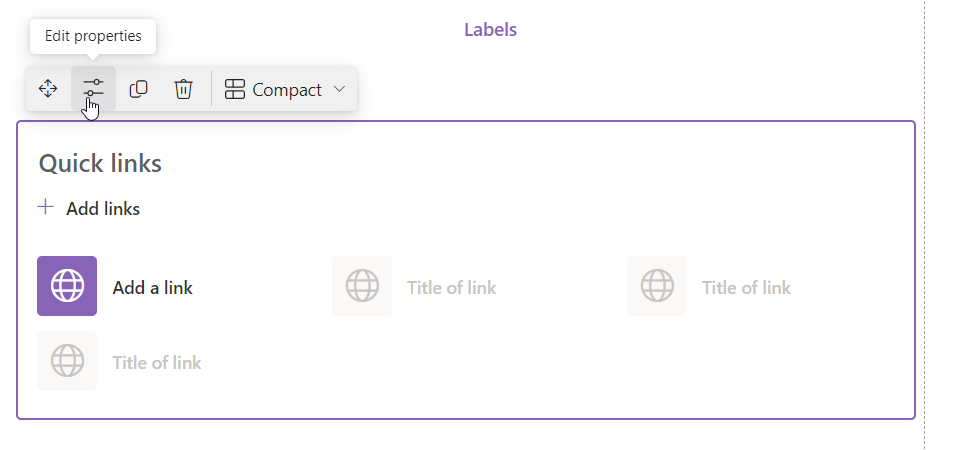 Labels
Edit properties
Compact
Quick links
Add links
Add a link
Title of link
Title of link
Title of link